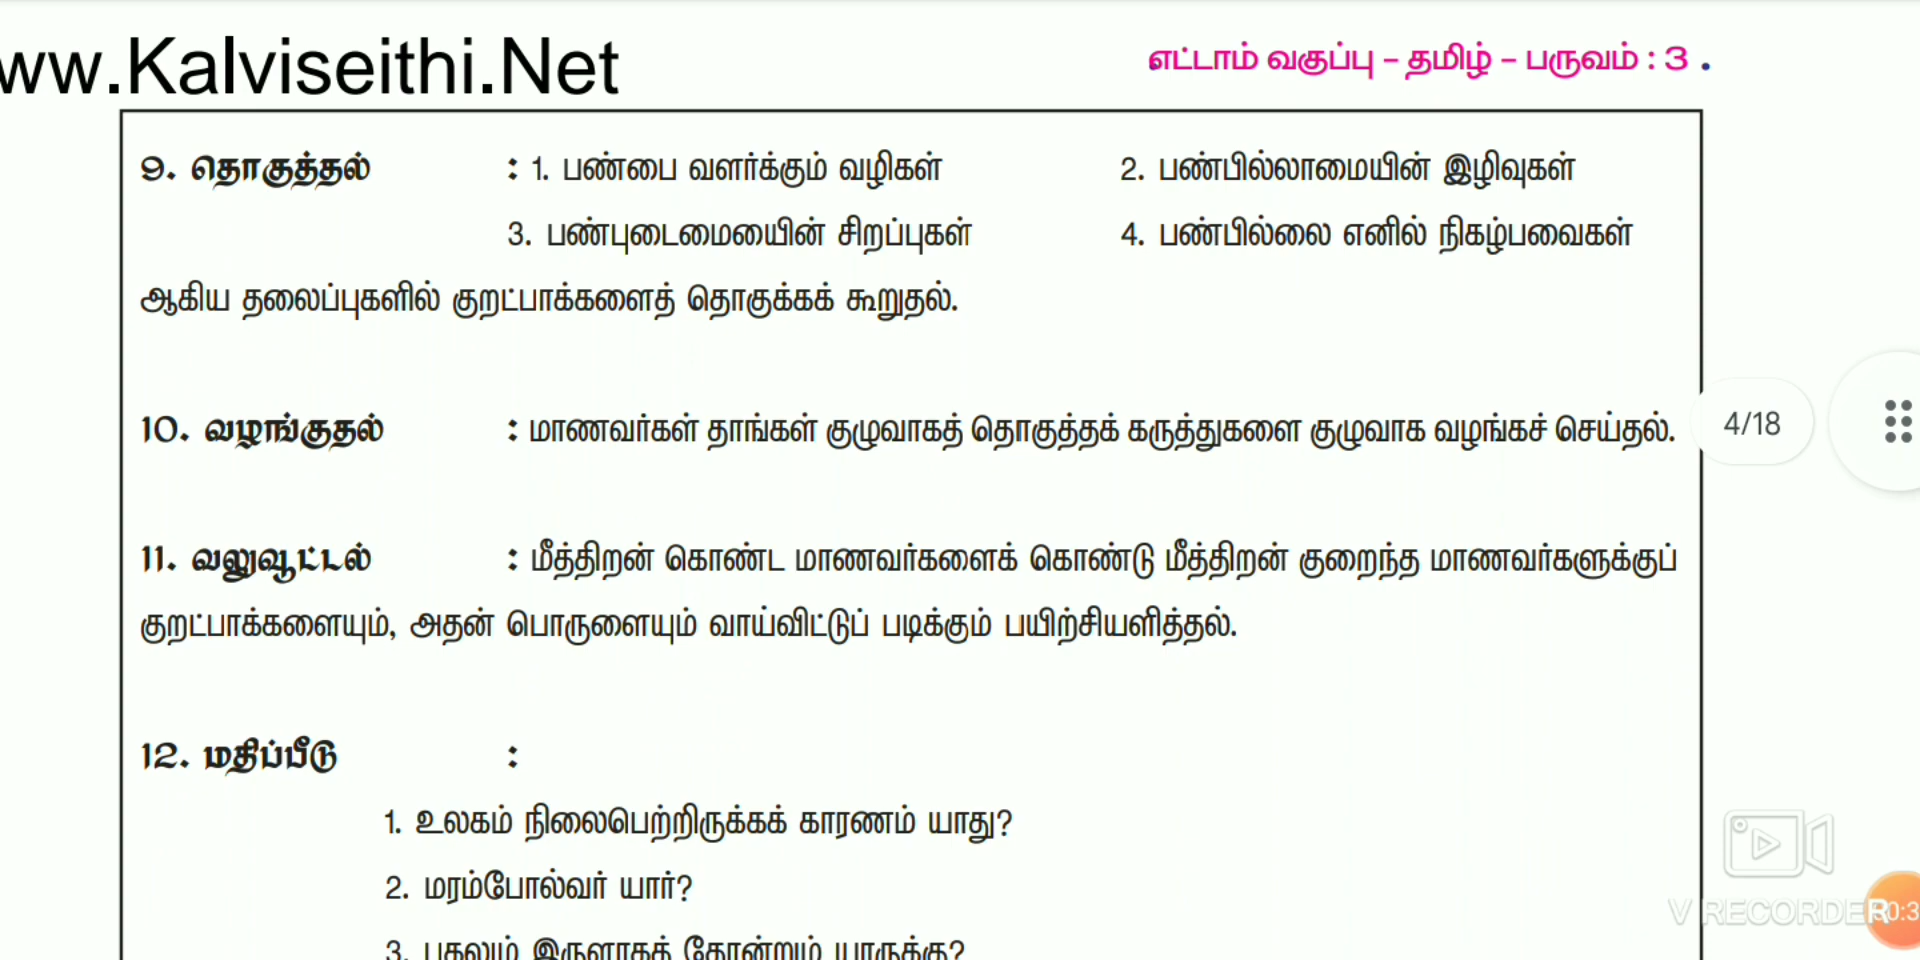 ww.Kalviseithi.Net
எட்டாம் வகுப்பு – தமிழ் – பருவம் : 3
9. தொகுத்தல் : 1. பண்பை வளர்க்கும் வழிகள் 2. பண்பில்லாமையின் இழிவுகள்
3. பண்புடைமையின் சிறப்புகள் 4. பண்பில்லை எனில் நிகழ்பவைகள்
ஆகிய தலைப்புகளில் குறட்பாக்களைத் தொகுக்கக் கூறுதல்.
10. வழங்குதல் : மாணவர்கள் தாங்கள் குழுவாகத் தொகுத்தக் கருத்துகளை குழுவாக வழங்கச் செய்தல்.
4/18
11. வலுவூட்டல் : மீத்திறன் கொண்ட மாணவர்களைக் கொண்டு மீத்திறன் குறைந்த மாணவர்களுக்குப்
குறட்பாக்களையும், அதன் பொருளையும் வாய்விட்டுப் படிக்கும் பயிற்சியளித்தல்.
12. மதிப்பீடு :
1. உலகம் நிலைபெற்றிருக்கக் காரணம் யாது?
2. மரம்போல்வர் யார்?
3. பகலும் இருளாகத் தோன்றும் யாருக்கு?
V RECORDER